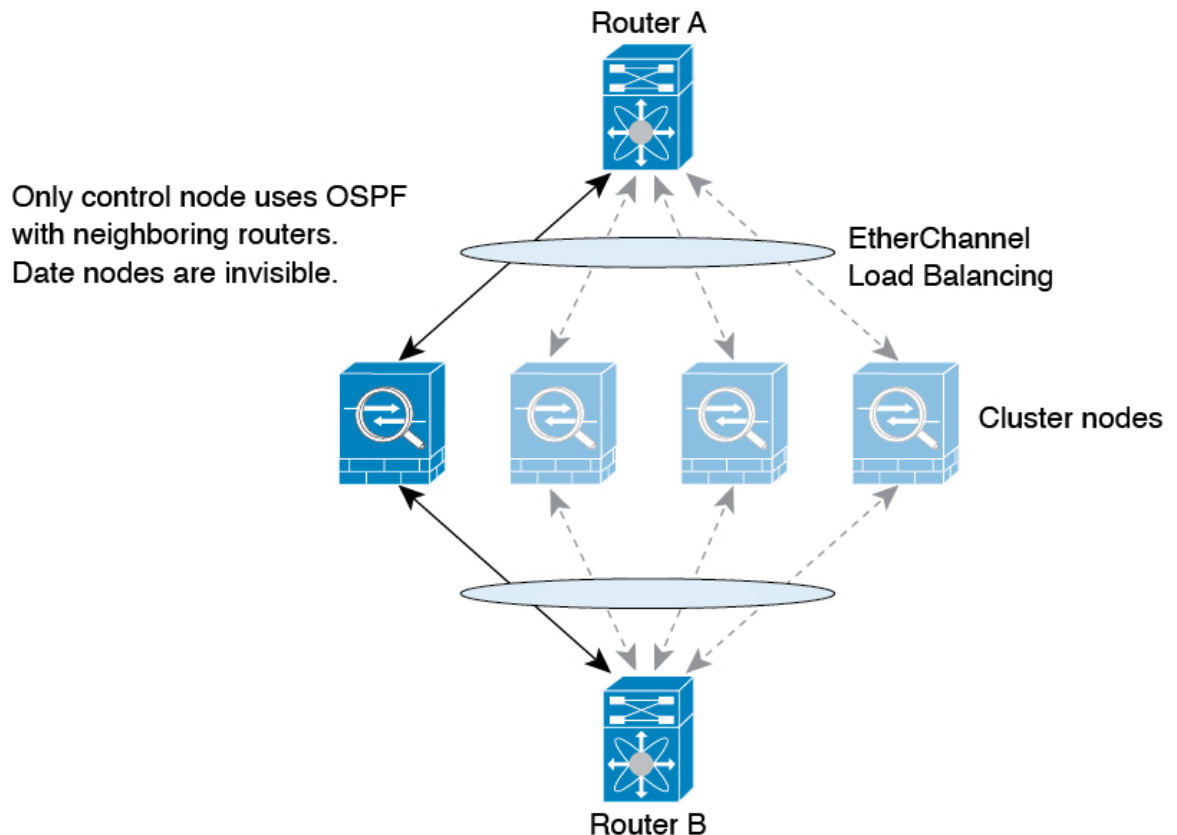 Router A
Only control node uses OSPF
with neighboring routers.
Date nodes are invisible.
EtherChannel
Load Balancing
Cluster nodes
Router B